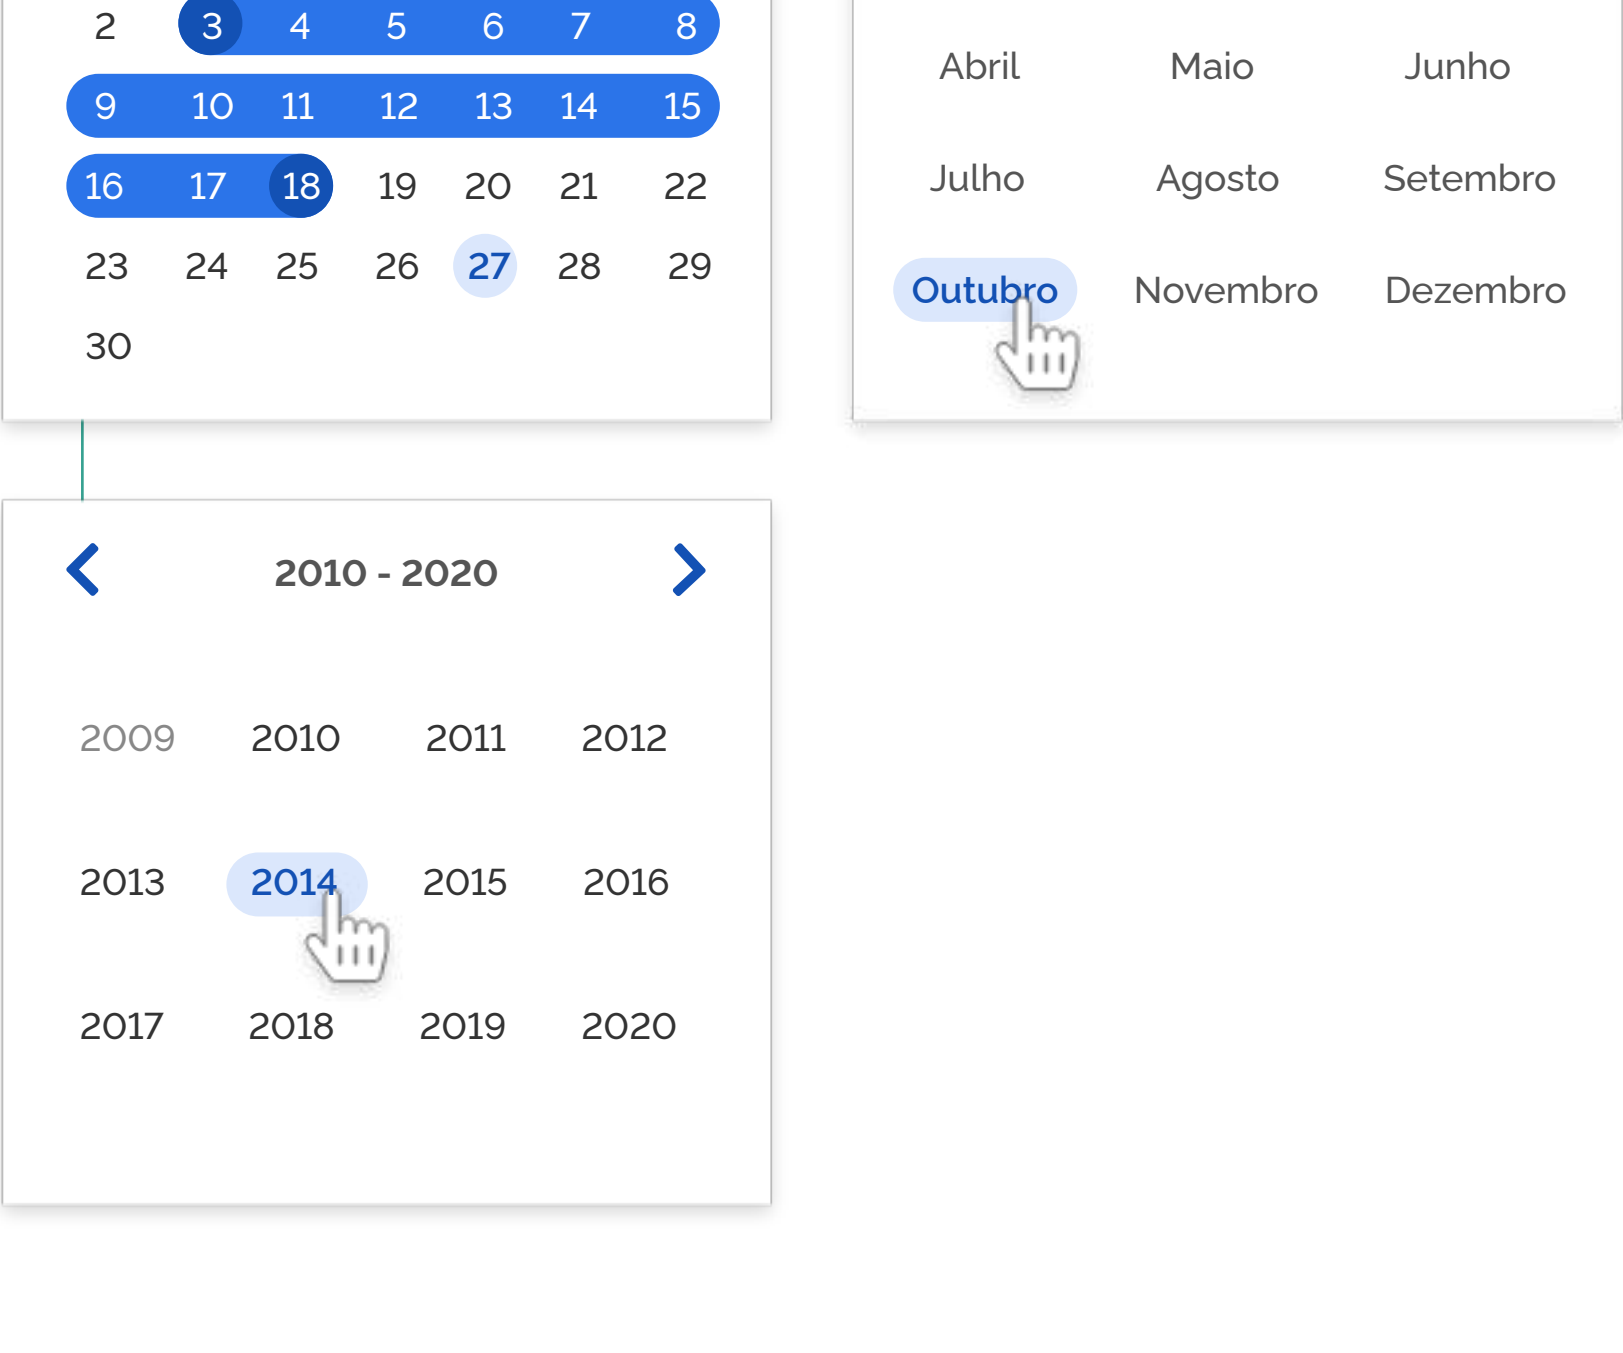 2 3 4 5 6 7 8
9 10 11 12 13 14 15
16 17 18 19 20 21 22
23 24 25 26 27 28 29
30
Abril Maio Junho
Julho Agosto Setembro
Outubro Novembro Dezembro
2010 - 2020
2009 2010 2011 2012
2013 2014 2015 2016
2017 2018 2019 2020